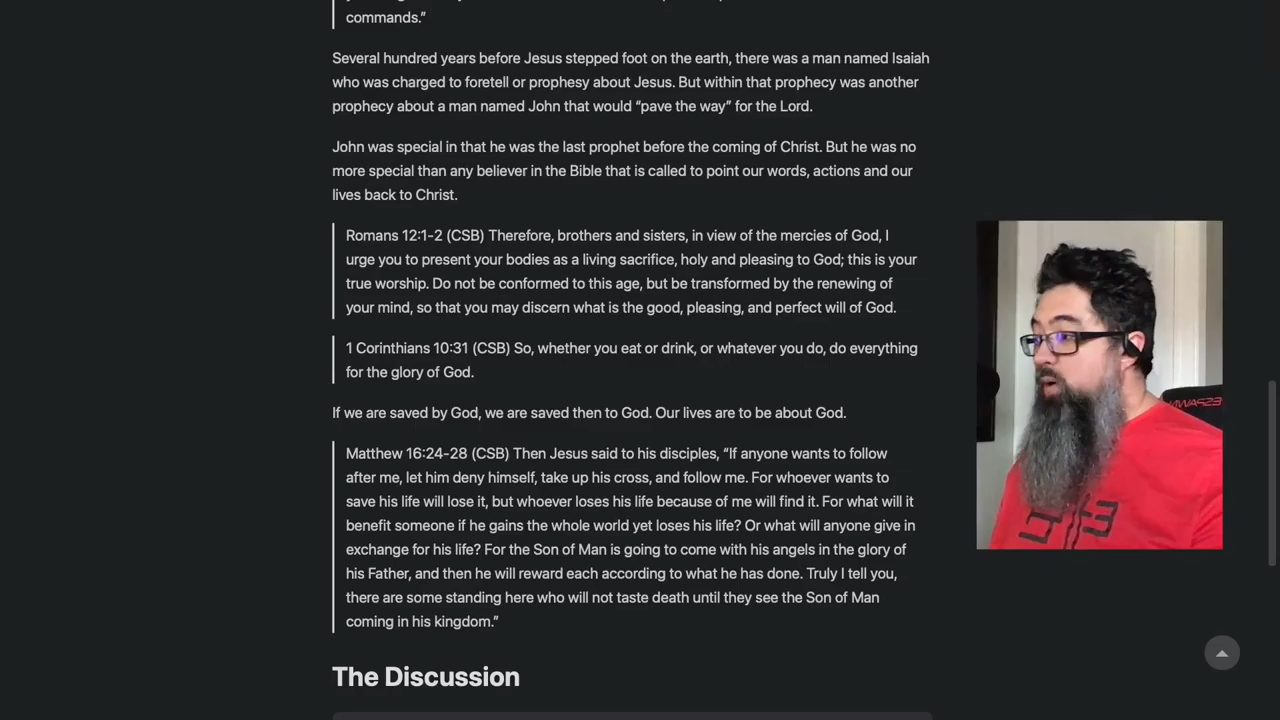 commands.”
Several hundred years before Jesus stepped foot on the earth, there was a man named Isaiah
who was charged to foretell or prophesy about Jesus. But within that prophecy was another
prophecy about a man named John that would “pave the way” for the Lord.
John was special in that he was the last prophet before the coming of Christ. But he was no
more special than any believer in the Bible that is called to point our words, actions and our
lives back to Christ.
Romans 12:1-2 (CSB) Therefore, brothers and sisters, in view of the mercies of God, I
urge you to present your bodies as a living sacrifice, holy and pleasing to God; this is your
true worship. Do not be conformed to this age, but be transformed by the renewing of
your mind, so that you may discern what is the good, pleasing, and perfect will of God.
1 Corinthians 10:31 (CSB) So, whether you eat or drink, or whatever you do, do everything
for the glory of God.
If we are saved by God, we are saved then to God. Our lives are to be about God.
Matthew 16:24-28 (CSB) Then Jesus said to his disciples, “If anyone wants to follow
after me, let him deny himself, take up his cross, and follow me. For whoever wants to
save his life will lose it, but whoever loses his life because of me will find it. For what will it
benefit someone if he gains the whole world yet loses his life? Or what will anyone give in
exchange for his life? For the Son of Man is going to come with his angels in the glory of
his Father, and then he will reward each according to what he has done. Truly I tell you,
there are some standing here who will not taste death until they see the Son of Man
coming in his kingdom.”
The Discussion